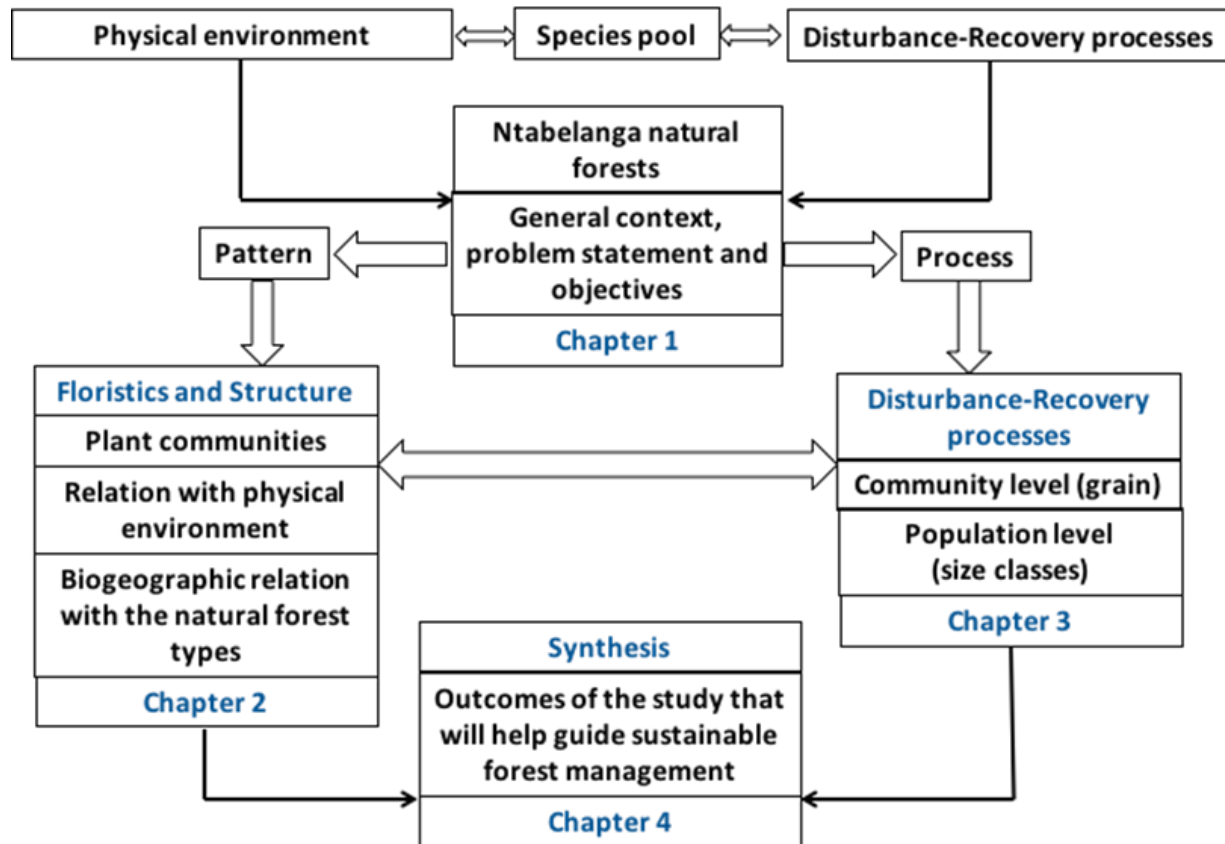 Physical environment
Species pool
Disturbance-Recovery processes
Ntabelanga natural
forests
General context,
problem statement and
objectives
Chapter 1
Pattern
Process
Floristics and Structure
Plant communities
Relation with physical
environment
Biogeographic relation
with the natural forest
types
Chapter 2
Disturbance-Recovery
processes
Community level (grain)
Population level
(size classes)
Chapter 3
Synthesis
Outcomes of the study that
will help guide sustainable
forest management
Chapter 4